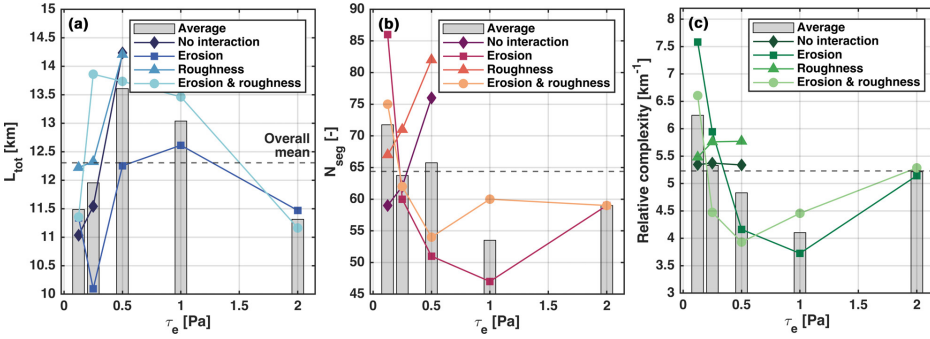 (a)
Average
No interaction
Erosion
Roughness
Erosion & roughness
Overall
mean
L_tot [km]
15
14.5
14
13.5
13
12.5
12
11.5
11
10.5
10
0 0.5 1 1.5 2
τ_e [Pa]
(b)
Average
No interaction
Erosion
Roughness
Erosion & roughness
N_seg [-]
90
85
80
75
70
65
60
55
50
45
0 0.5 1 1.5 2
τ_e [Pa]
(c)
Average
No interaction
Erosion
Roughness
Erosion & roughness
Relative complexity [km⁻¹]
8
7.5
7
6.5
6
5.5
5
4.5
4
3.5
3
0 0.5 1 1.5 2
τ_e [Pa]